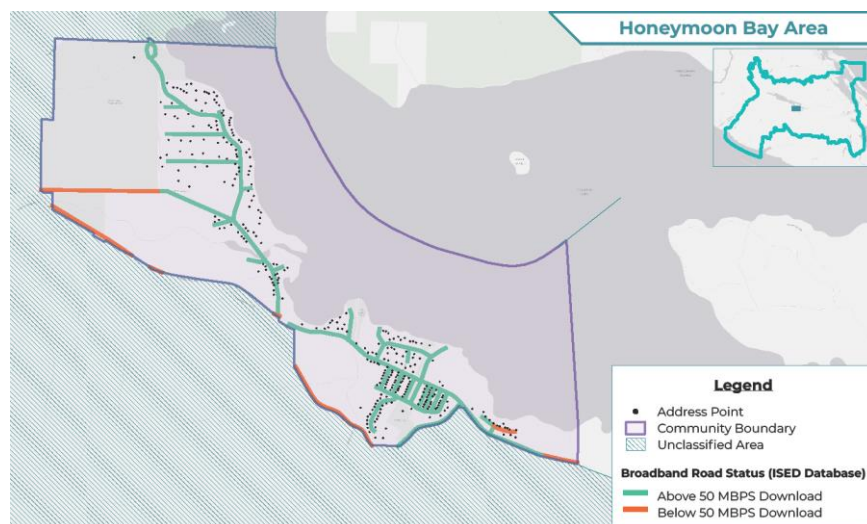 Honeymoon Bay Area
Legend
Address Point
Community Boundary
Unclassified Area
Broadband Road Status (ISED Database)
Above 50 MBPS Download
Below 50 MBPS Download